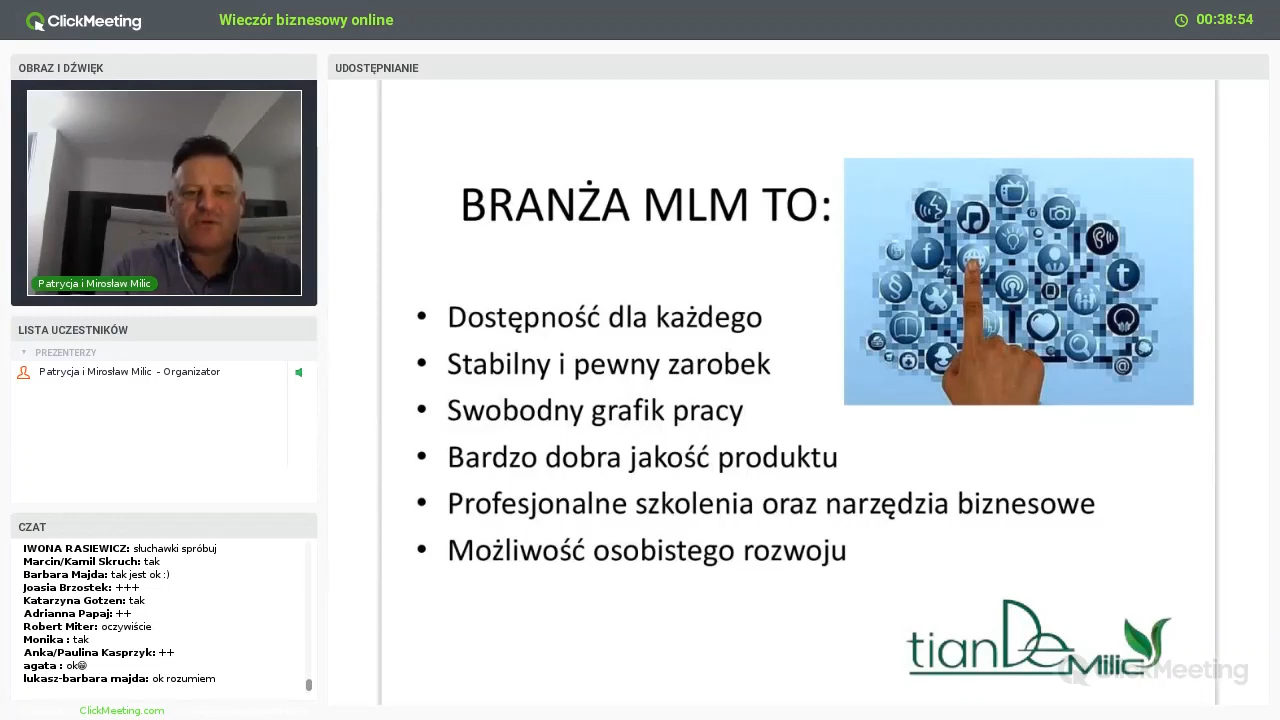 ClickMeeting
Wieczór biznesowy online
00:38:54
OBRAZ I DŹWIĘK
Patrycja i Mirosław Milic
LISTA UCZESTNIKÓW
PREZENTERZY
Patrycja i Mirosław Milic - Organizator
CZAT
IWONA RASIEWICZ: słuchawki spróbuj
Marcin/Kamil Skruch: tak
Barbara Majda: tak jest ok :)
Joasia Brzostek: +++
Katarzyna Gotzen: tak
Adrianna Papaj: ++
Robert Miter: oczywiście
Monika : tak
Anka/Paulina Kasprzyk: ++
agata : ok😁
lukasz-barbara majda: ok rozumiem
ClickMeeting.com
UDOSTĘPNIANIE
BRANŻA MLM TO:
• Dostępność dla każdego
• Stabilny i pewny zarobek
• Swobodny grafik pracy
• Bardzo dobra jakość produktu
• Profesjonalne szkolenia oraz narzędzia biznesowe
• Możliwość osobistego rozwoju
tianDe Milic
ClickMeeting